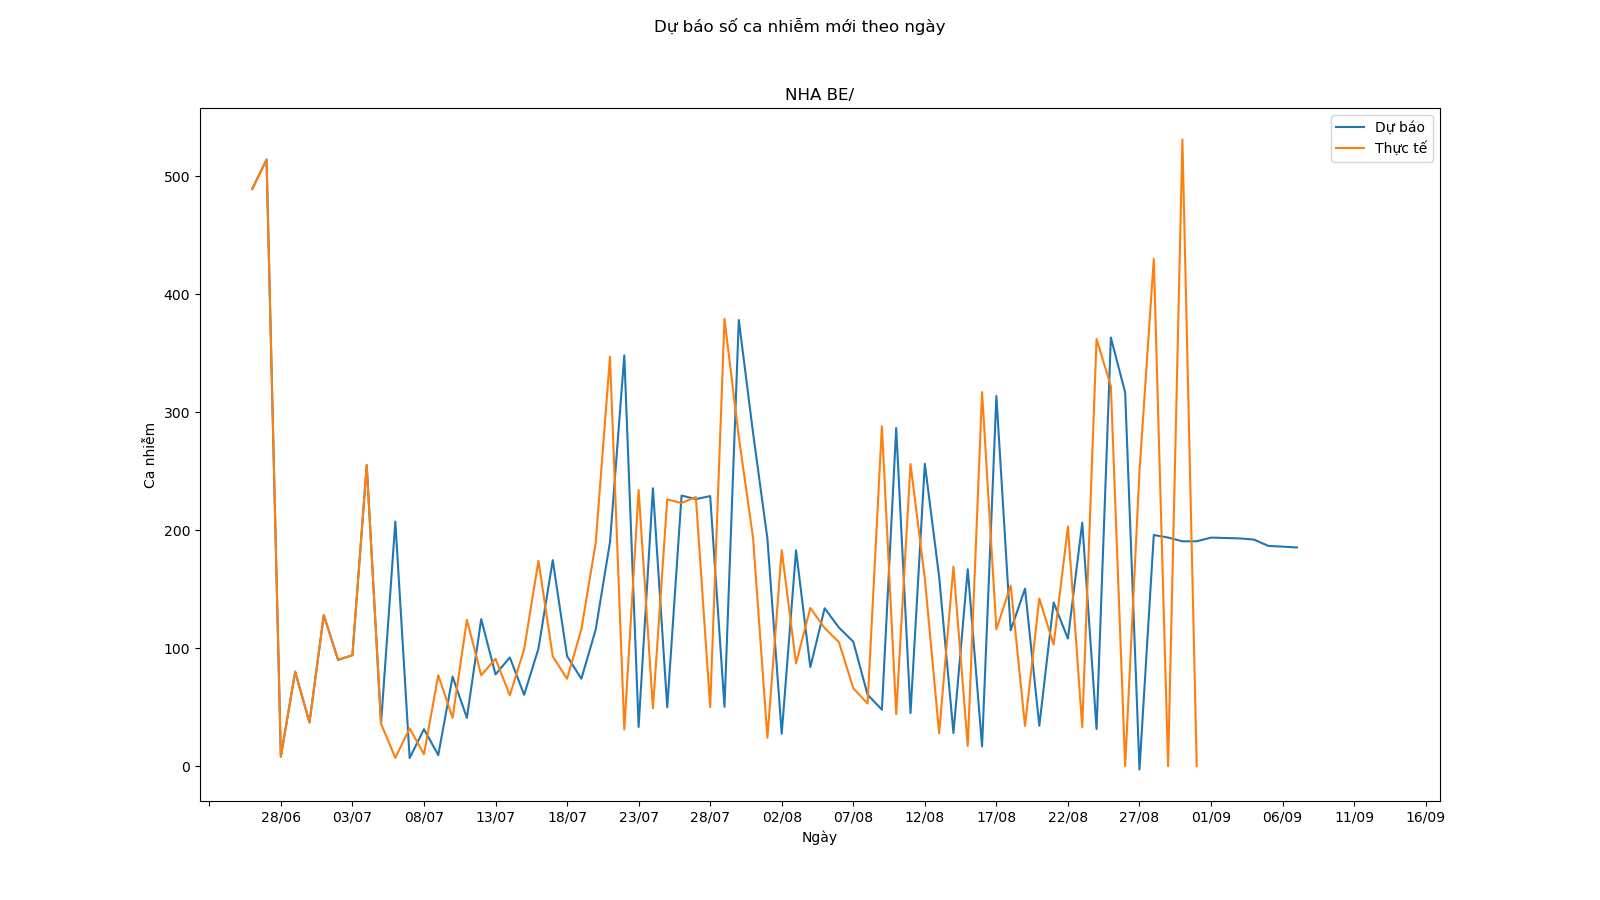 Dự báo số ca nhiễm mới theo ngày
NHA BE/
Dự báo
Thực tế
500
400
300
200
100
0
Ca nhiễm
28/06 03/07 08/07 13/07 18/07 23/07 28/07 02/08 07/08 12/08 17/08 22/08 27/08 01/09 06/09 11/09 16/09
Ngày